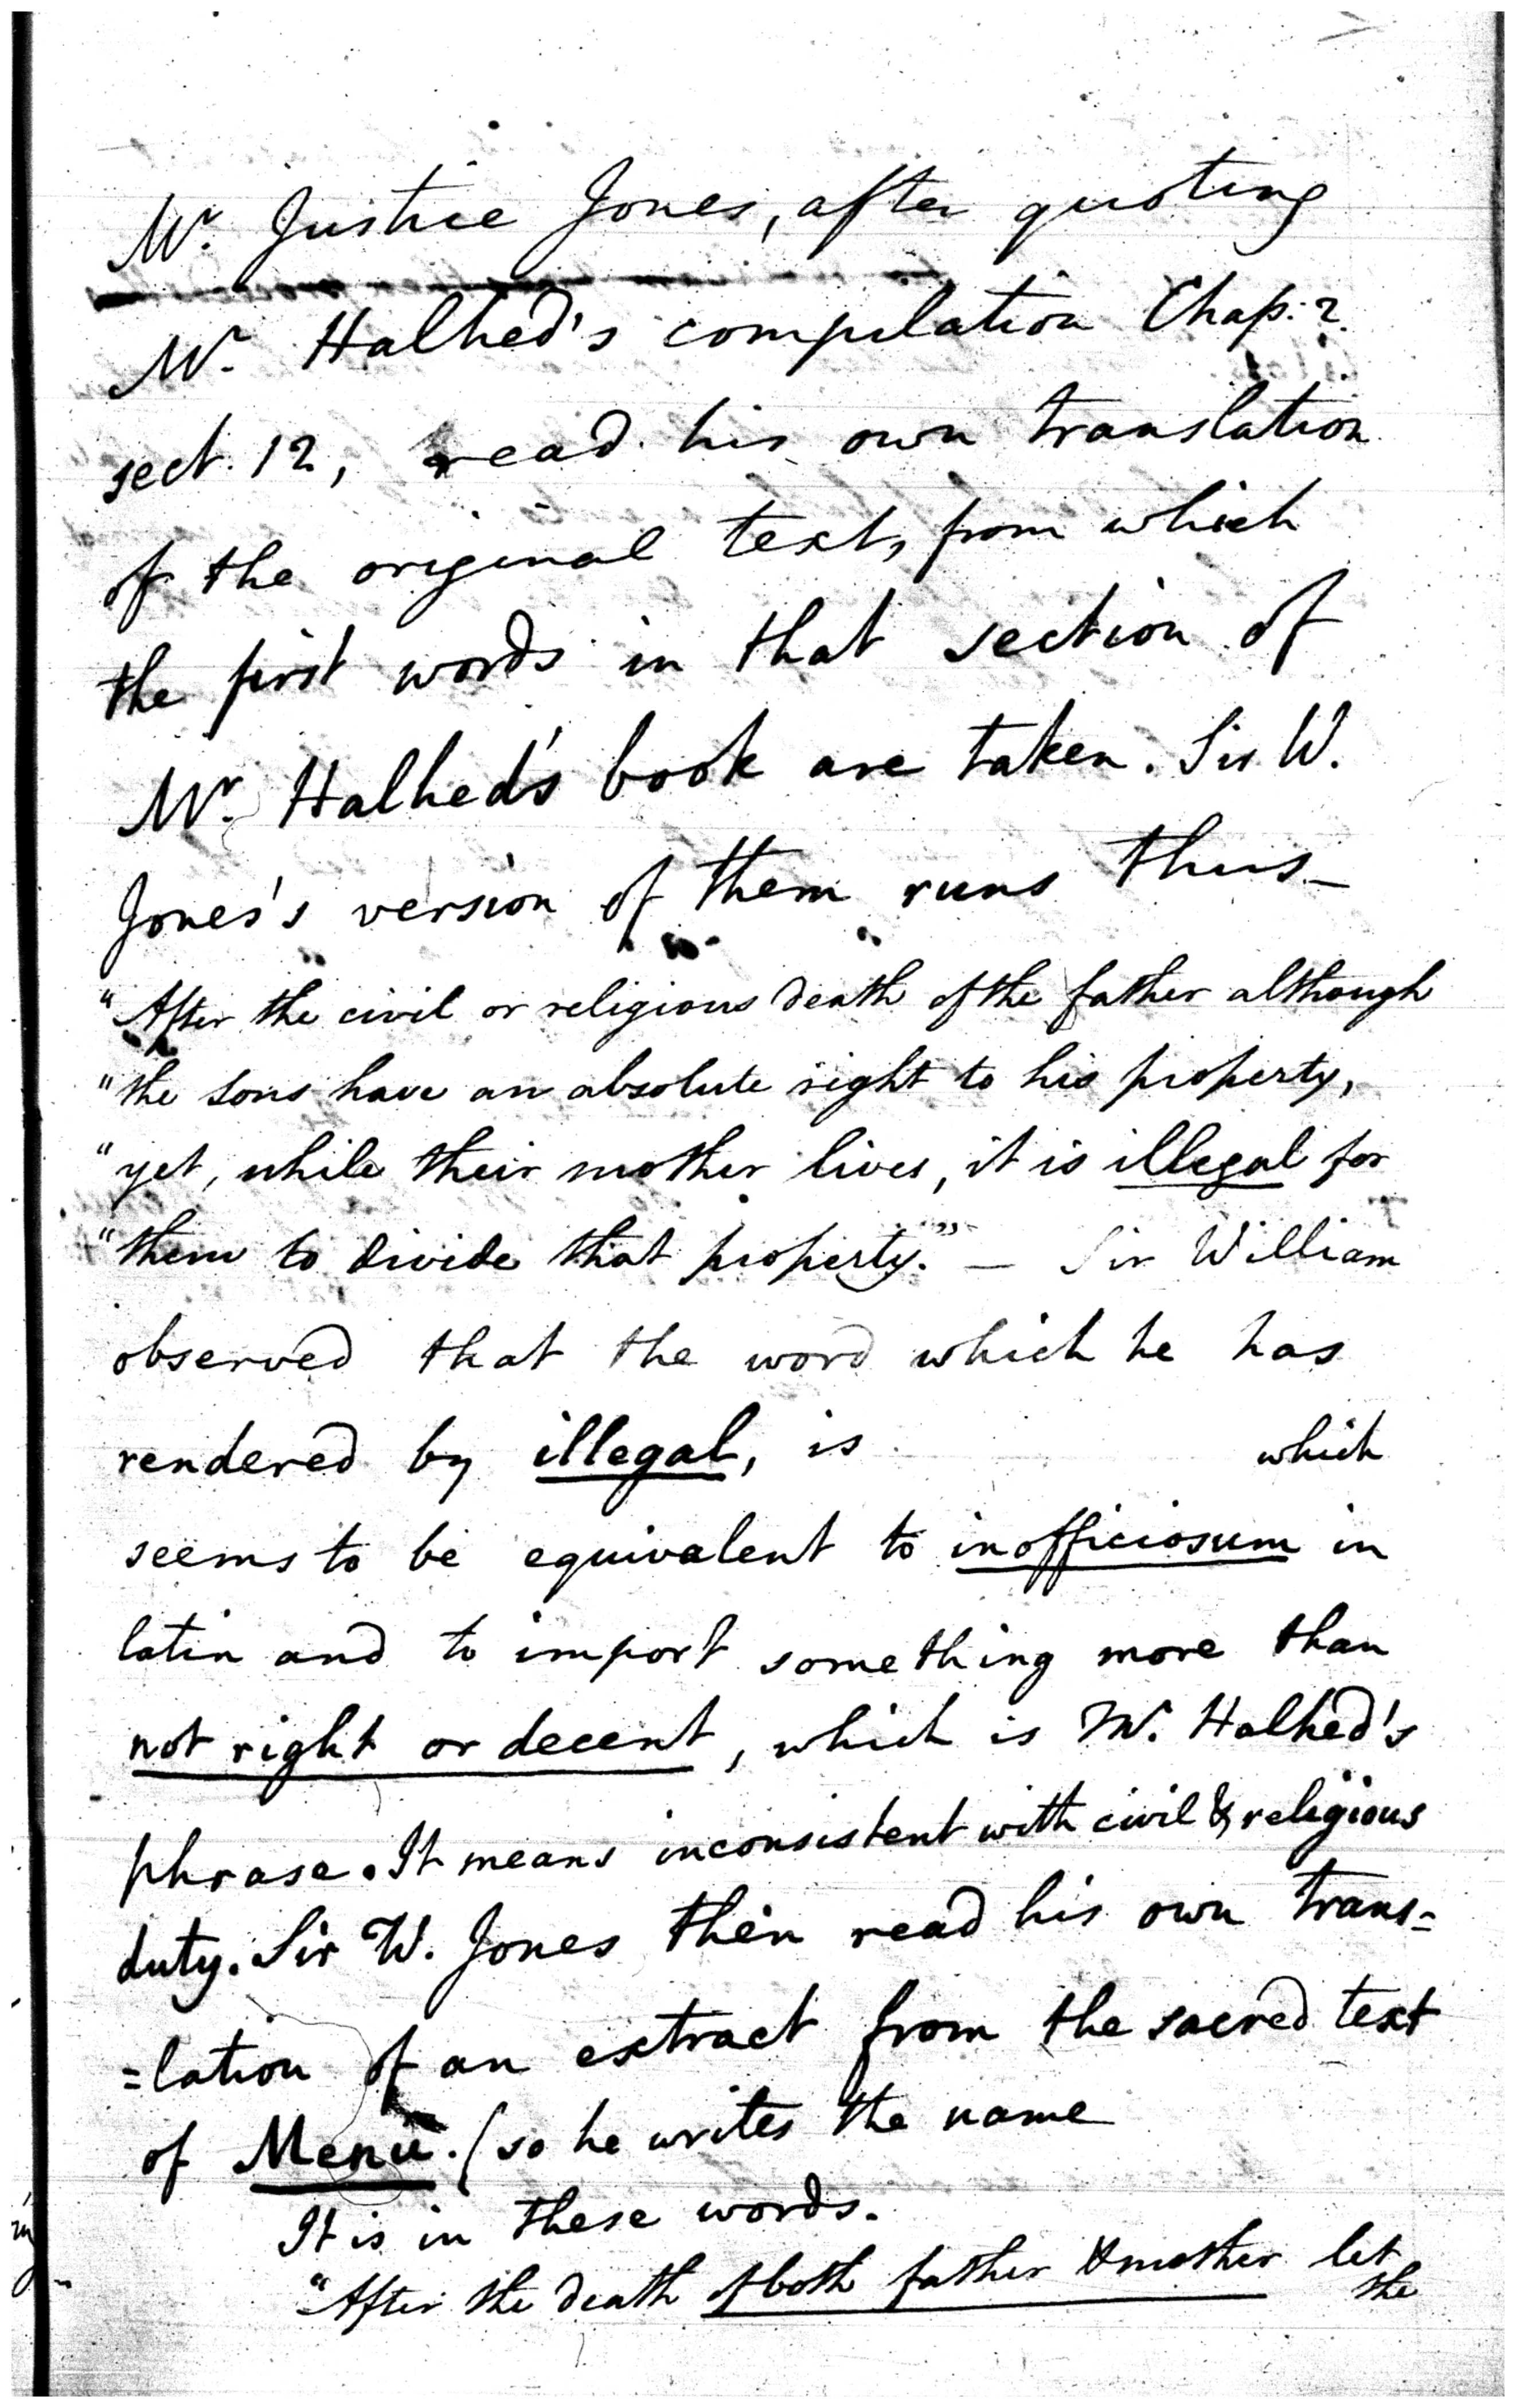 Mr. Justice Jones, after quoting
Mr. Halhed's compilation Chap. 2.
sect. 12, read his own translation
of the original text, from which
the first words in that section of
Mr. Halhed's book are taken. Sir W.
Jones's version of them runs thus—
"After the civil or religious death of the father although
"the sons have an absolute right to his property,
"yet, while their mother lives, it is illegal for
"them to divide that property." — Sir William
observed that the word which he has
rendered by illegal, is which
seems to be equivalent to inofficiosum in
latin and to import something more than
not right or decent, which is Mr. Halhed's
phrase. It means inconsistent with civil & religious
duty. Sir W. Jones then read his own trans=
=lation of an extract from the sacred text
of Menu. (so he writes the name
It is in these words.
"After the death of both father & mother let
the